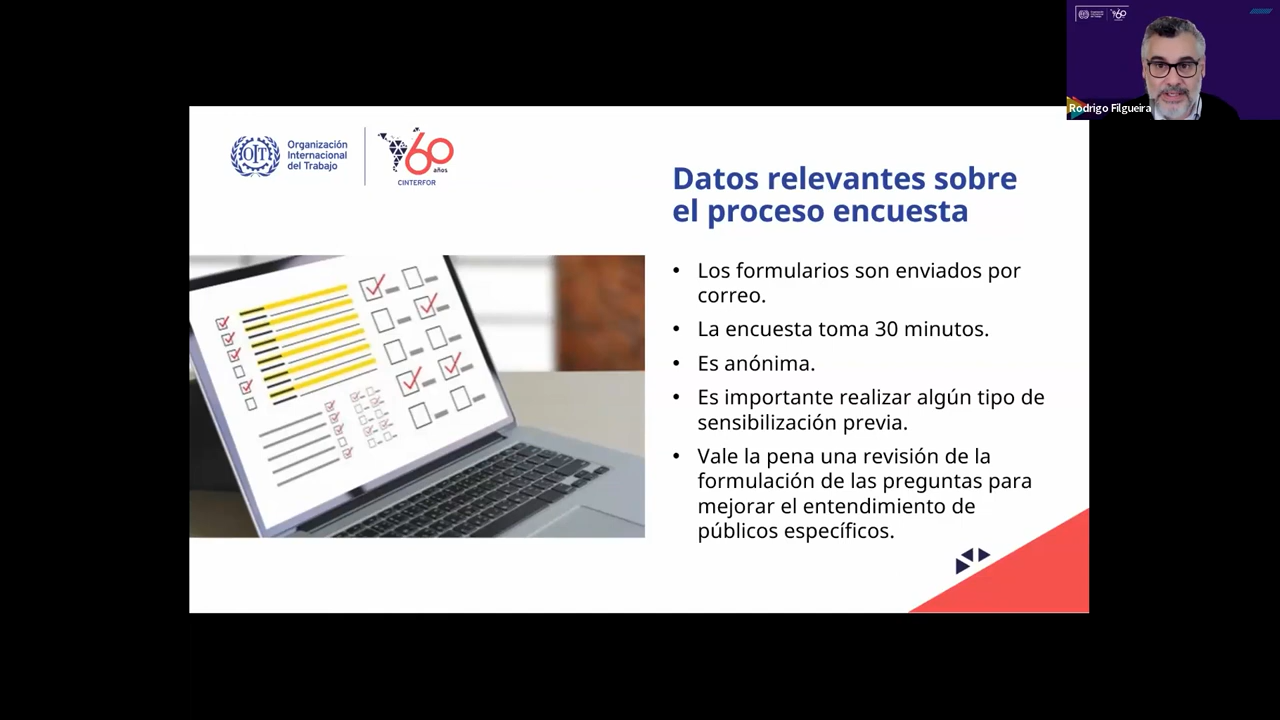 Rodrigo Filgueira
OIT
Organización
Internacional
del Trabajo
60
años
CINTERFOR
Datos relevantes sobre
el proceso encuesta
• Los formularios son enviados por
correo.
• La encuesta toma 30 minutos.
• Es anónima.
• Es importante realizar algún tipo de
sensibilización previa.
• Vale la pena una revisión de la
formulación de las preguntas para
mejorar el entendimiento de
públicos específicos.